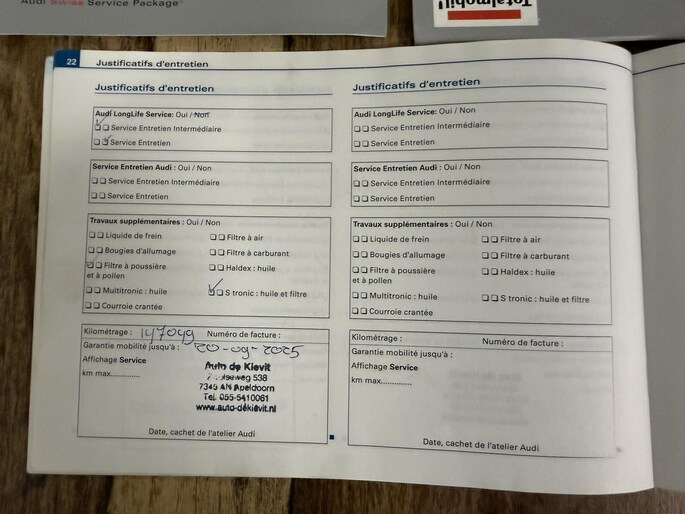 Audi Swiss Service Package
Totalmobil!
22 Justificatifs d'entretien
Justificatifs d'entretien
Audi LongLife Service: Oui / Non
Service Entretien Intermédiaire
Service Entretien
Service Entretien Audi : Oui / Non
Service Entretien Intermédiaire
Service Entretien
Travaux supplémentaires : Oui / Non
Liquide de frein
Filtre à air
Bougies d'allumage
Filtre à carburant
Filtre à poussière
et à pollen
Haldex : huile
Multitronic : huile
S tronic : huile et filtre
Courroie crantée
Kilométrage : 147099 Numéro de facture :
Garantie mobilité jusqu'à : 20-09-2025
Affichage Service
km max..............
Auto de Kievit
538
7345 AN Apeldoorn
Tel. 055-5410061
www.auto-dekievit.nl
Date, cachet de l'atelier Audi
Justificatifs d'entretien
Audi LongLife Service: Oui / Non
Service Entretien Intermédiaire
Service Entretien
Service Entretien Audi : Oui / Non
Service Entretien Intermédiaire
Service Entretien
Travaux supplémentaires : Oui / Non
Liquide de frein
Filtre à air
Bougies d'allumage
Filtre à carburant
Filtre à poussière
et à pollen
Haldex : huile
Multitronic : huile
S tronic : huile et filtre
Courroie crantée
Kilométrage :
Numéro de facture :
Garantie mobilité jusqu'à :
Affichage Service
km max..............
Date, cachet de l'atelier Audi